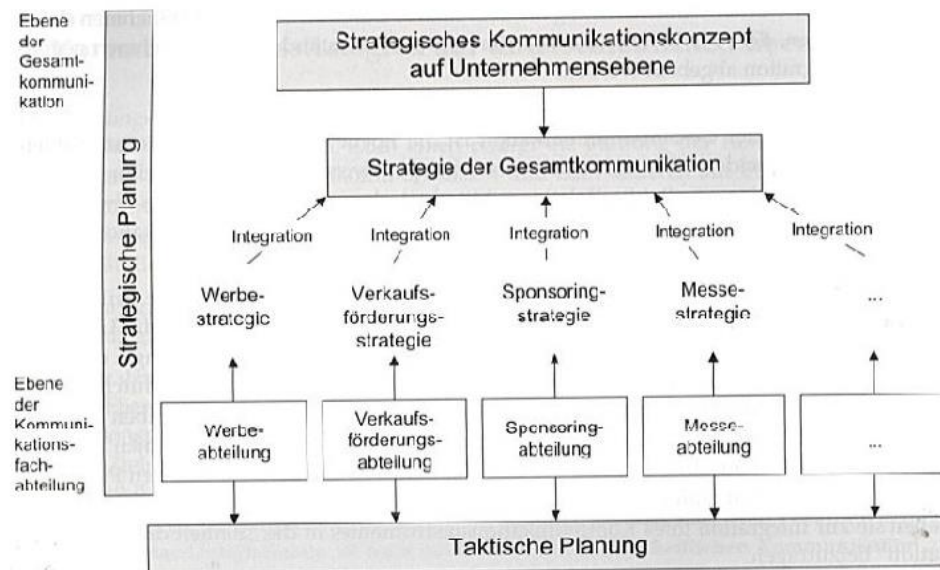 Ebene
der
Gesamt-
kommuni-
kation
Strategisches Kommunikationskonzept
auf Unternehmensebene
Strategie der Gesamtkommunikation
Strategische Planung
Integration
Integration
Integration
Integration
Integration
Werbe-
strategie
Verkaufs-
förderungs-
strategie
Sponsoring-
strategie
Messe-
strategie
...
Ebene
der
Kommuni-
kations-
fach-
abteilung
Werbe-
abteilung
Verkaufs-
förderungs-
abteilung
Sponsoring-
abteilung
Messe-
abteilung
...
Taktische Planung